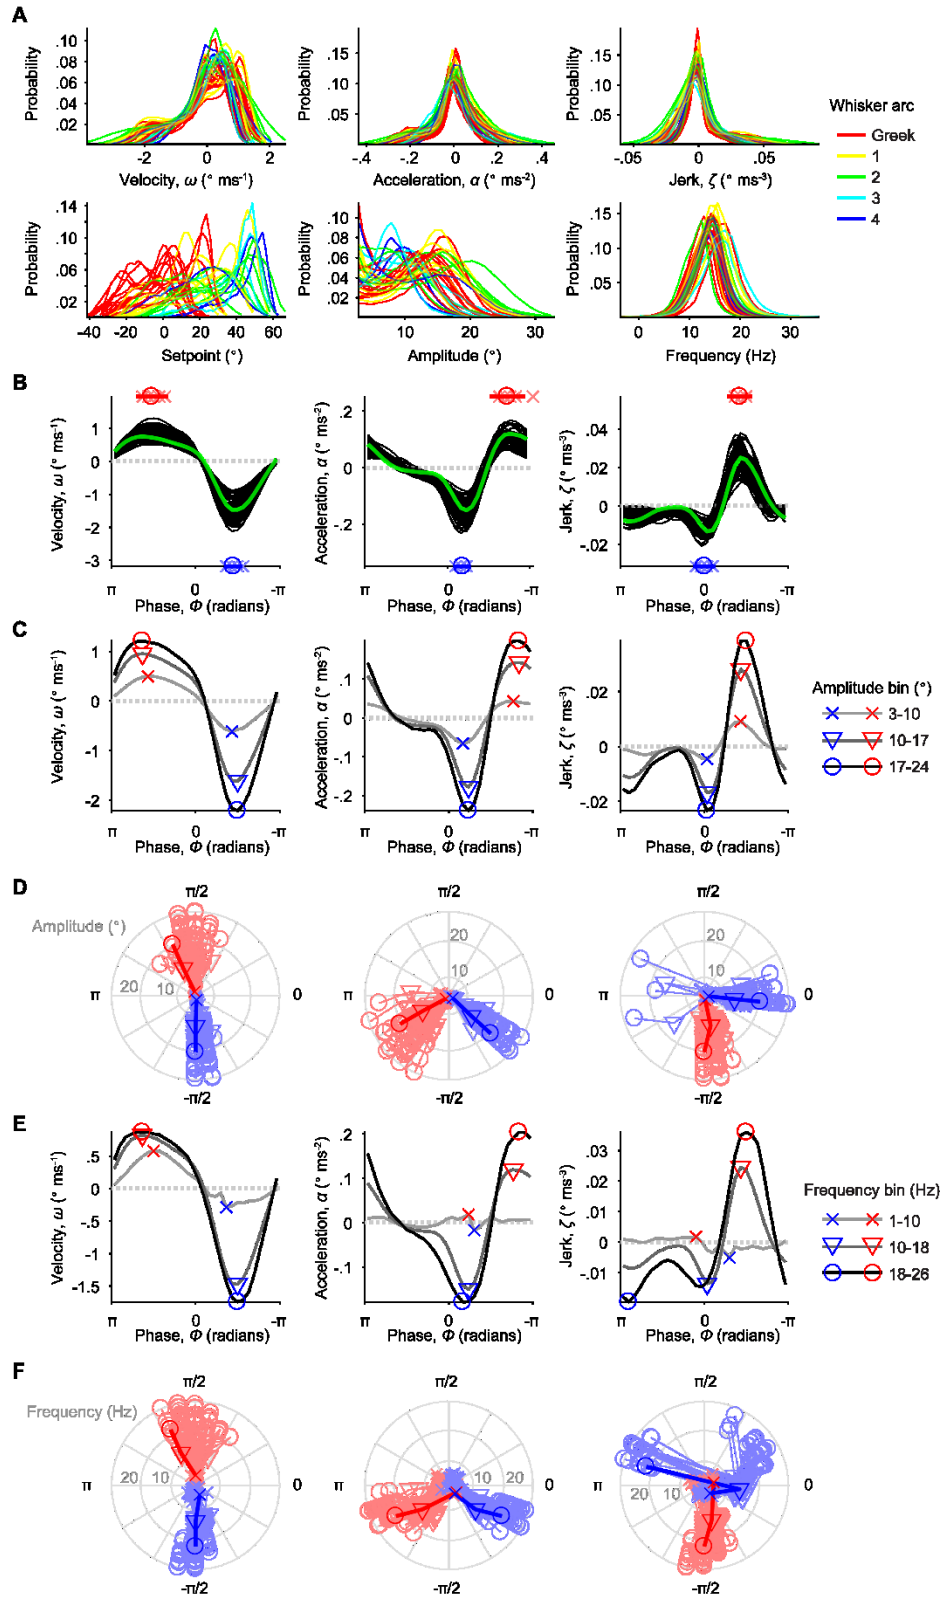 A
Probability
.10
.08
.06
.04
.02
-2
0
2
Velocity, ω (° ms⁻¹)
Probability
.15
.10
.05
-.4
-.2
0
.2
.4
Acceleration, α (° ms⁻²)
Probability
.15
.10
.05
-.05
0
.05
Jerk, ζ (° ms⁻³)
Whisker arc
Greek
1
2
3
4
Probability
.14
.10
.06
.02
-40
-20
0
20
40
60
Setpoint (°)
Probability
.10
.08
.06
.04
.02
10
20
30
Amplitude (°)
Probability
.15
.10
.05
0
10
20
30
Frequency (Hz)
B
Velocity, ω (° ms⁻¹)
1
0
-1
-2
-3
π
0
-π
Phase, Φ (radians)
Acceleration, α (° ms⁻²)
.2
0
-.2
π
0
-π
Phase, Φ (radians)
Jerk, ζ (° ms⁻³)
.04
.02
0
-.02
π
0
-π
Phase, Φ (radians)
C
Velocity, ω (° ms⁻¹)
1
0
-1
-2
π
0
-π
Phase, Φ (radians)
Acceleration, α (° ms⁻²)
.2
.1
0
-.1
-.2
π
0
-π
Phase, Φ (radians)
Jerk, ζ (° ms⁻³)
.02
0
-.02
π
0
-π
Phase, Φ (radians)
Amplitude bin (°)
3-10
10-17
17-24
D
Amplitude (°)
π/2
π
20
10
0
-π/2
π/2
20
10
π
0
-π/2
π/2
20
10
π
0
-π/2
E
Velocity, ω (° ms⁻¹)
.5
0
-.5
-1
-1.5
π
0
-π
Phase, Φ (radians)
Acceleration, α (° ms⁻²)
.2
.1
0
-.1
π
0
-π
Phase, Φ (radians)
Jerk, ζ (° ms⁻³)
.03
.02
.01
0
-.01
π
0
-π
Phase, Φ (radians)
Frequency bin (Hz)
1-10
10-18
18-26
F
Frequency (Hz)
π/2
π
20
10
0
-π/2
π/2
π
10
20
0
-π/2
π/2
π
20
10
0
-π/2